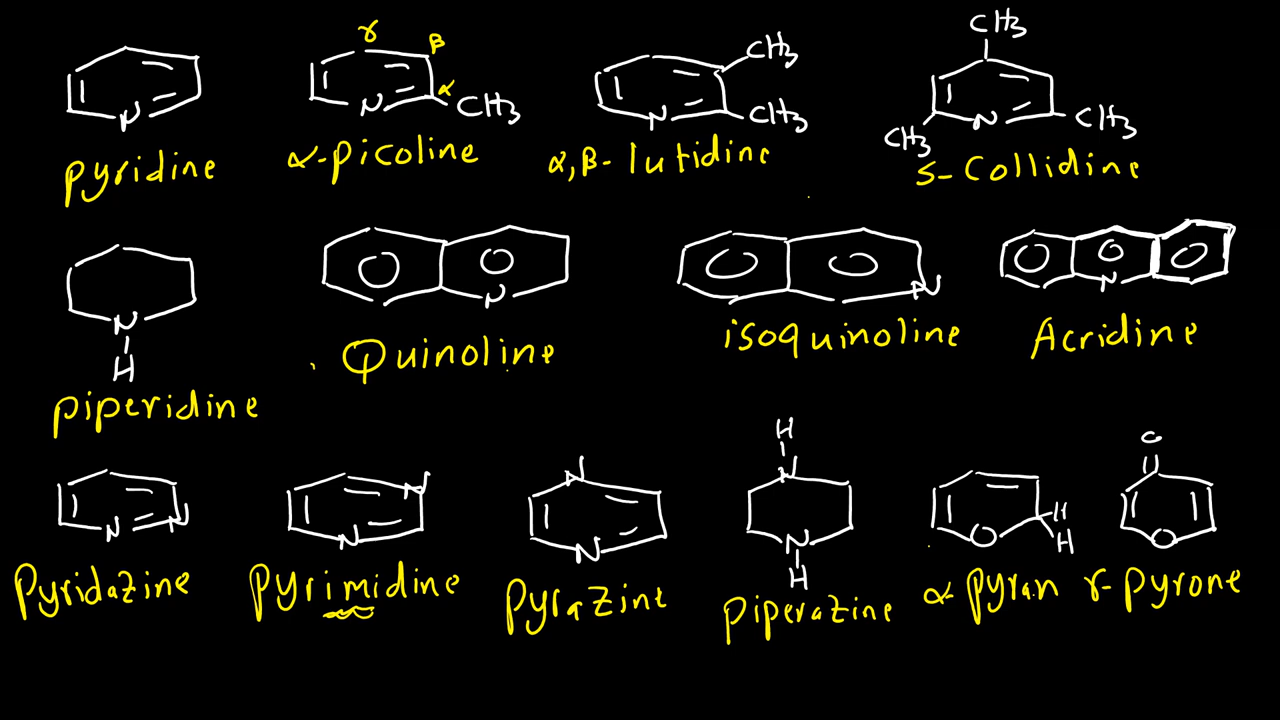 γ β α
CH3
N
N CH3
CH3
N CH3
CH3
CH3 N CH3
pyridine α-picoline α,β-lutidine s-Collidine
N
H
N
N
N
piperidine Quinoline isoquinoline Acridine
N N
N
N
N
N
H
N
N
H
O H
H
O
O
Pyridazine pyrimidine pyrazine piperazine α-pyran γ-pyrone